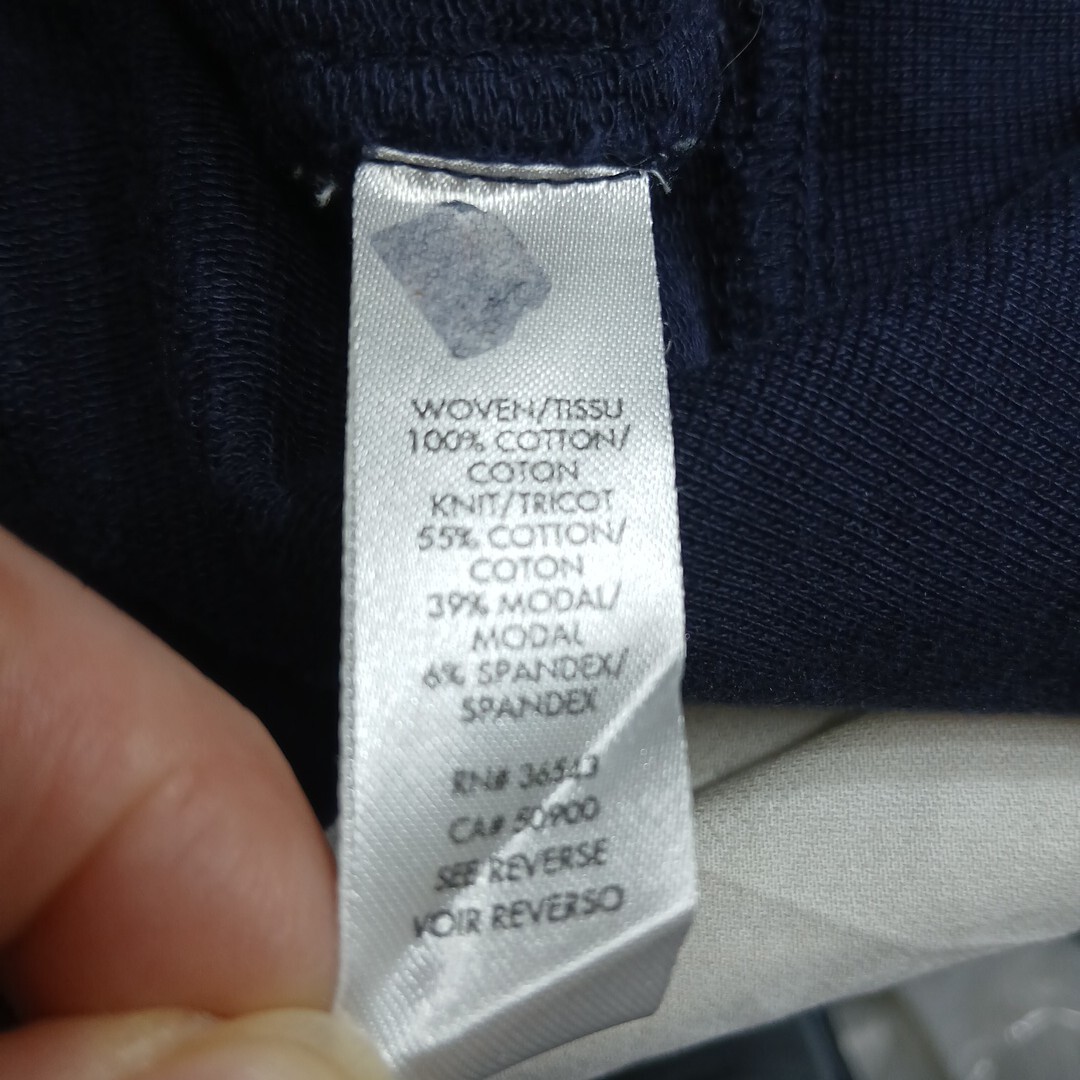 WOVEN/TISSU
100% COTTON/
COTON
KNIT/TRICOT
55% COTTON/
COTON
39% MODAL/
MODAL
6% SPANDEX/
SPANDEX
RN# 36543
CA# 50900
SEE REVERSE
VOIR REVERSO